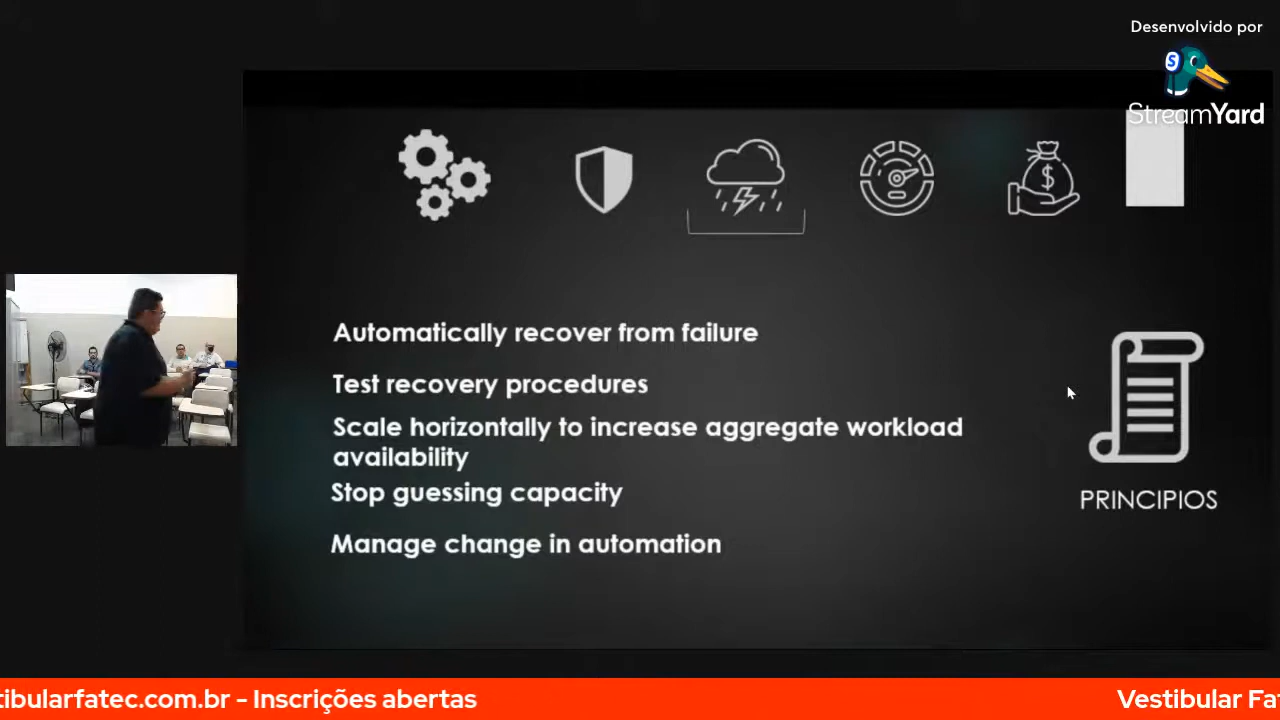 Desenvolvido por
StreamYard
Automatically recover from failure
Test recovery procedures
Scale horizontally to increase aggregate workload
availability
Stop guessing capacity
Manage change in automation
PRINCIPIOS
tibularfatec.com.br - Inscrições abertas
Vestibular Fat